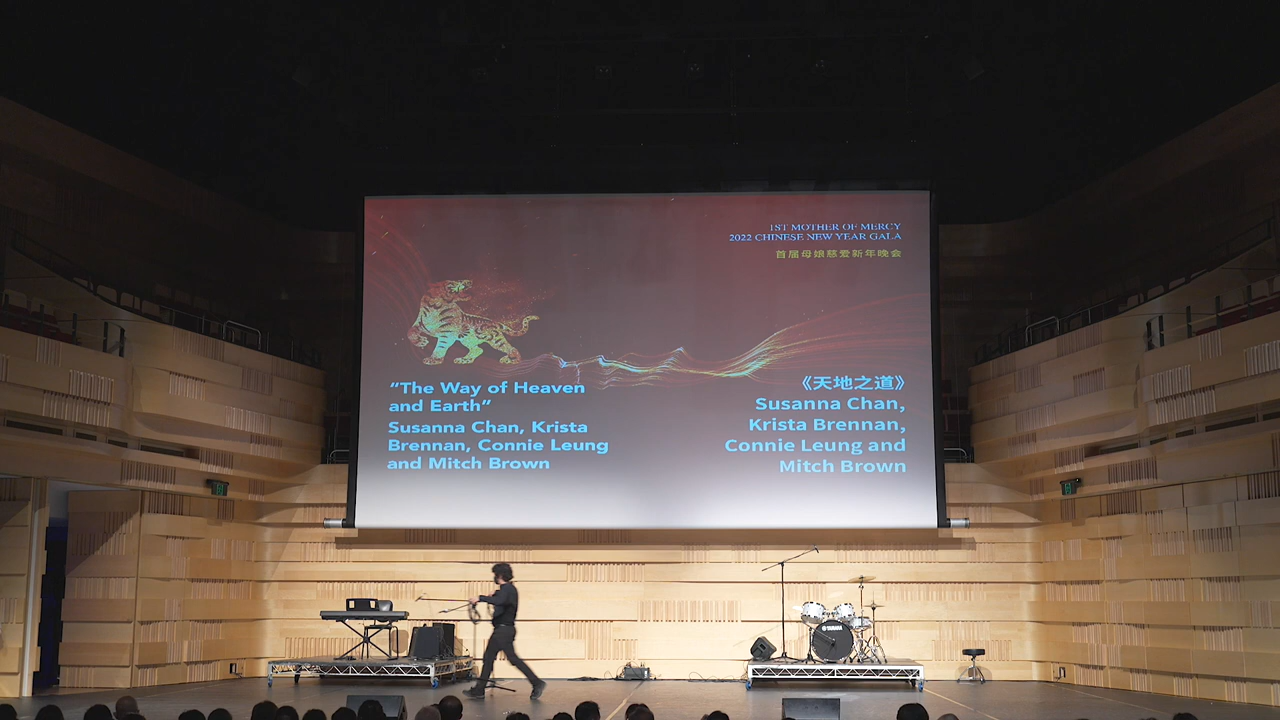 1ST MOTHER OF MERCY
2022 CHINESE NEW YEAR GALA
首届母娘慈爱新年晚会
“The Way of Heaven
and Earth”
Susanna Chan, Krista
Brennan, Connie Leung
and Mitch Brown
《天地之道》
Susanna Chan,
Krista Brennan,
Connie Leung and
Mitch Brown
YAMAHA